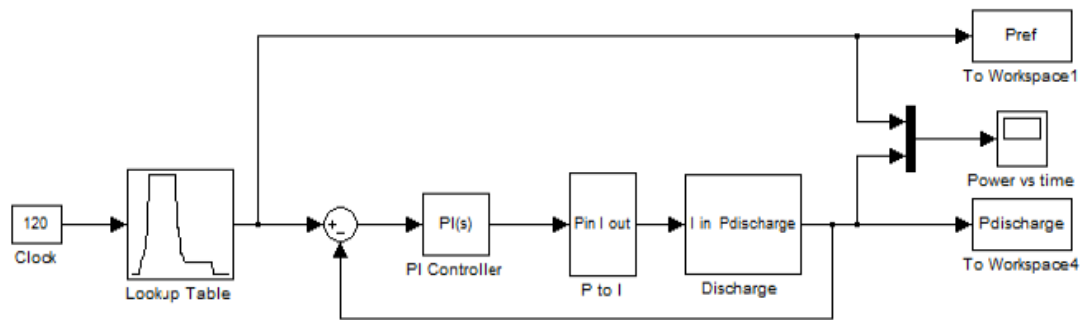 Pref
To Workspace1
Power vs time
120
Clock
Lookup Table
+
−
PI(s)
PI Controller
Pin I out
P to I
I in Pdischarge
Discharge
Pdischarge
To Workspace4